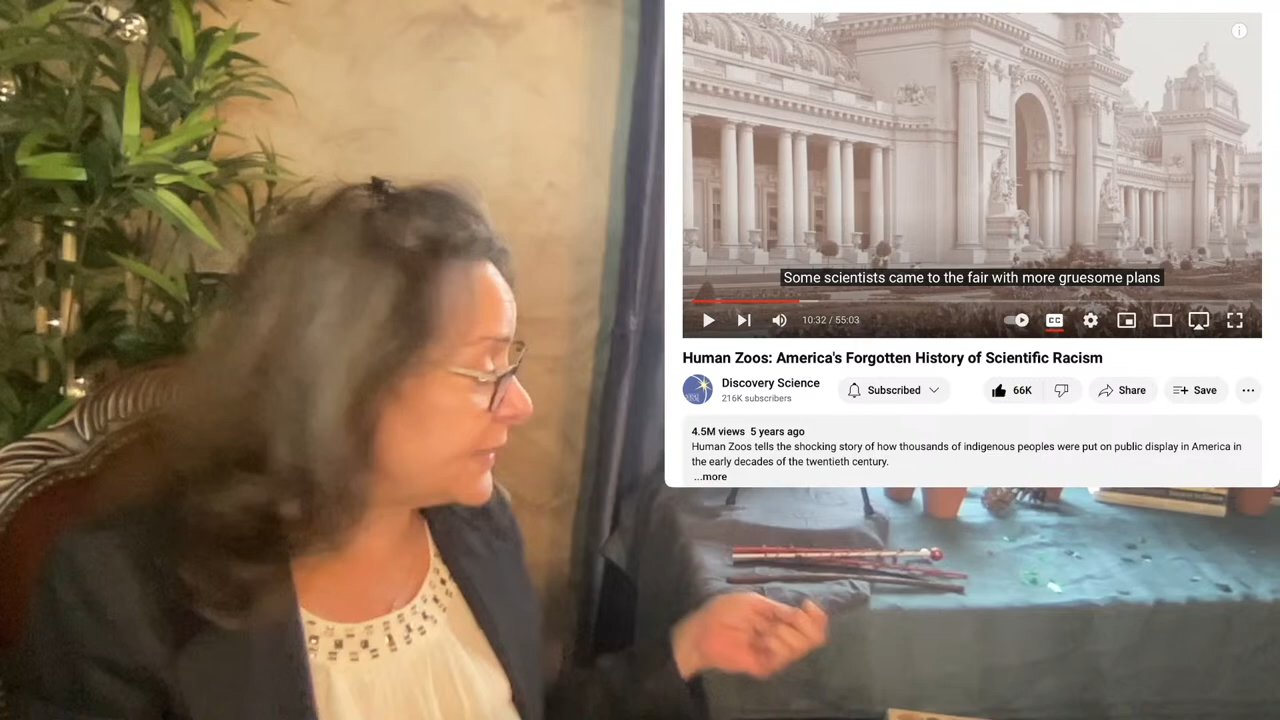 Some scientists came to the fair with more gruesome plans
CC
10:32 / 55:03
Human Zoos: America's Forgotten History of Scientific Racism
Discovery Science
216K subscribers
Subscribed
66K
Share
Save
4.5M views 5 years ago
Human Zoos tells the shocking story of how thousands of indigenous peoples were put on public display in America in
the early decades of the twentieth century.
...more